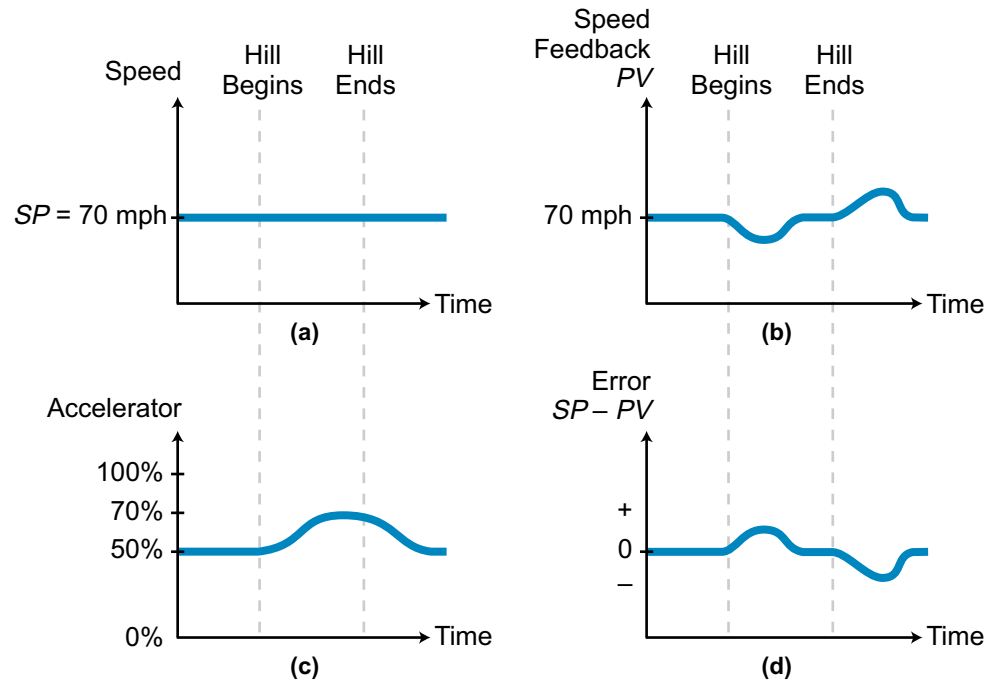 Speed
Hill
Begins
Hill
Ends
SP = 70 mph
Time
(a)
Speed
Feedback
PV
Hill
Begins
Hill
Ends
70 mph
Time
(b)
Accelerator
100%
70%
50%
0%
Time
(c)
Error
SP – PV
+
0
–
Time
(d)